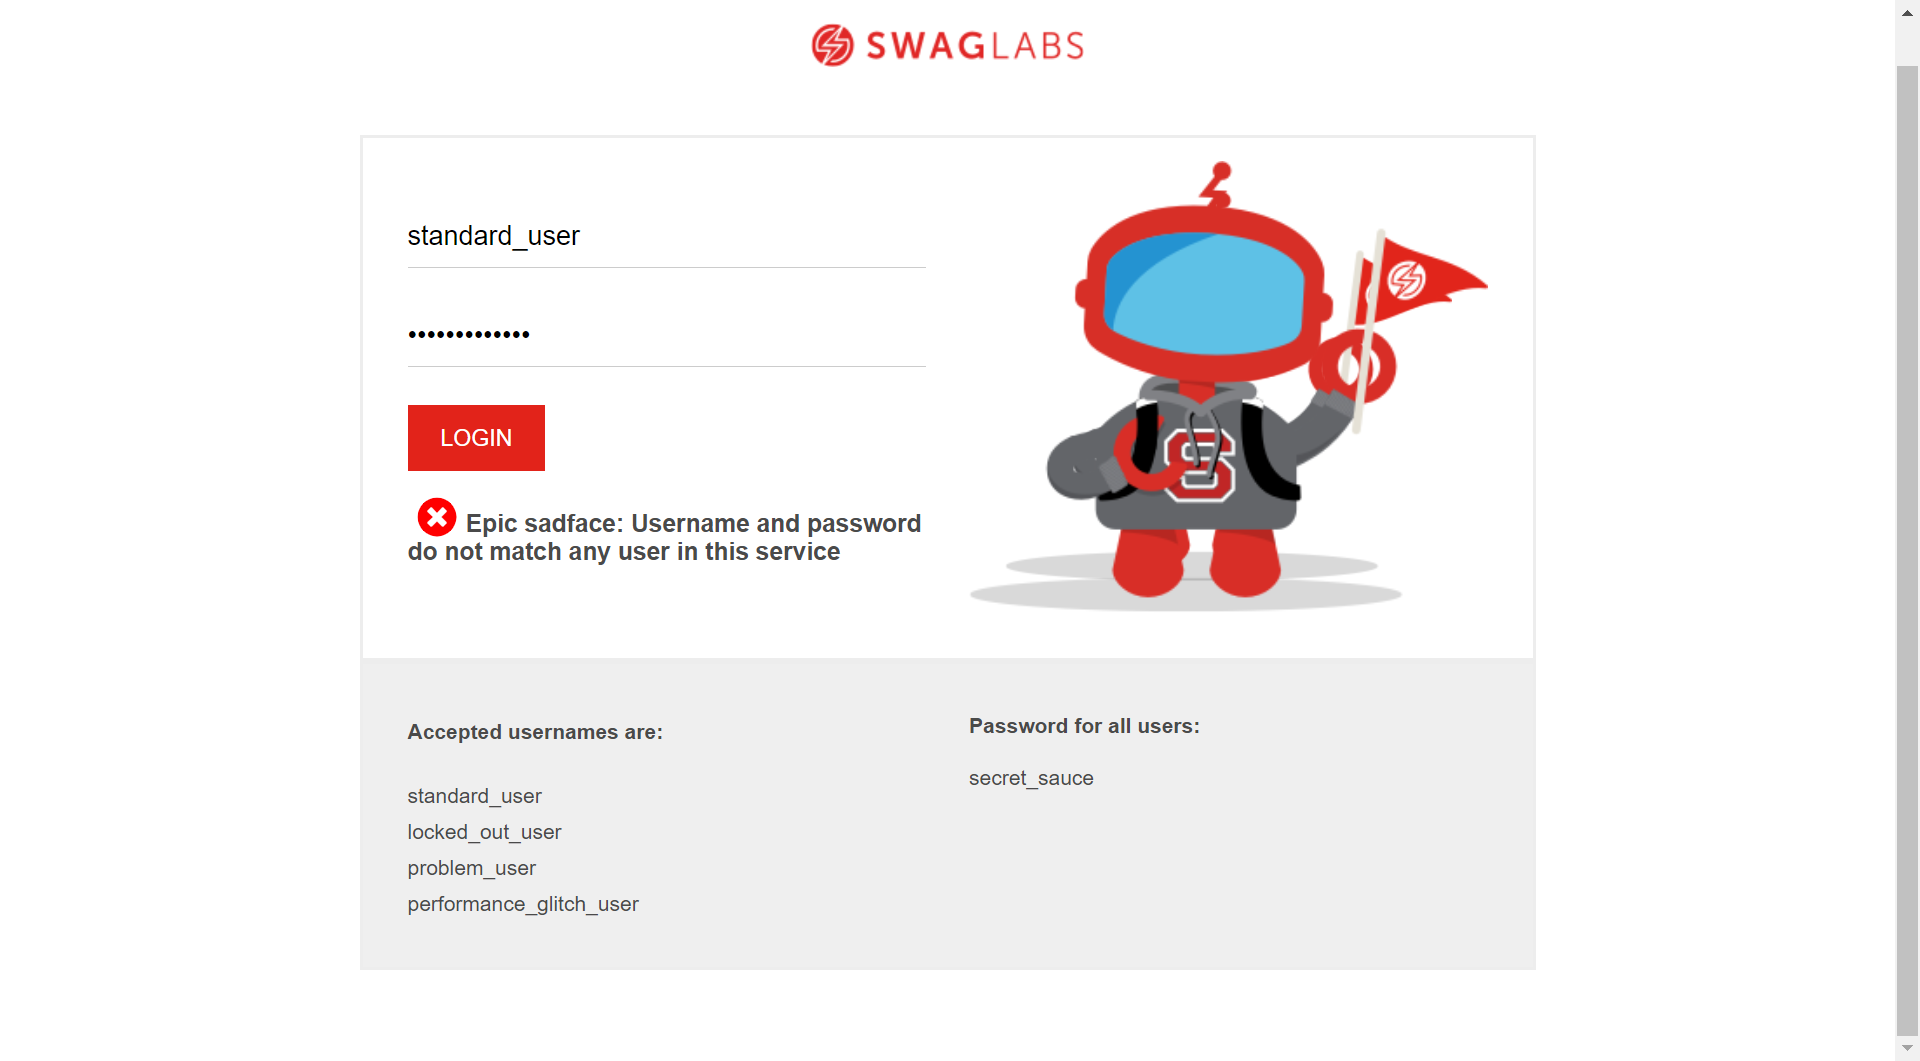 SWAGLABS
standard_user
•••••••••••••
LOGIN
Epic sadface: Username and password
do not match any user in this service
S
Accepted usernames are:
standard_user
locked_out_user
problem_user
performance_glitch_user
Password for all users:
secret_sauce